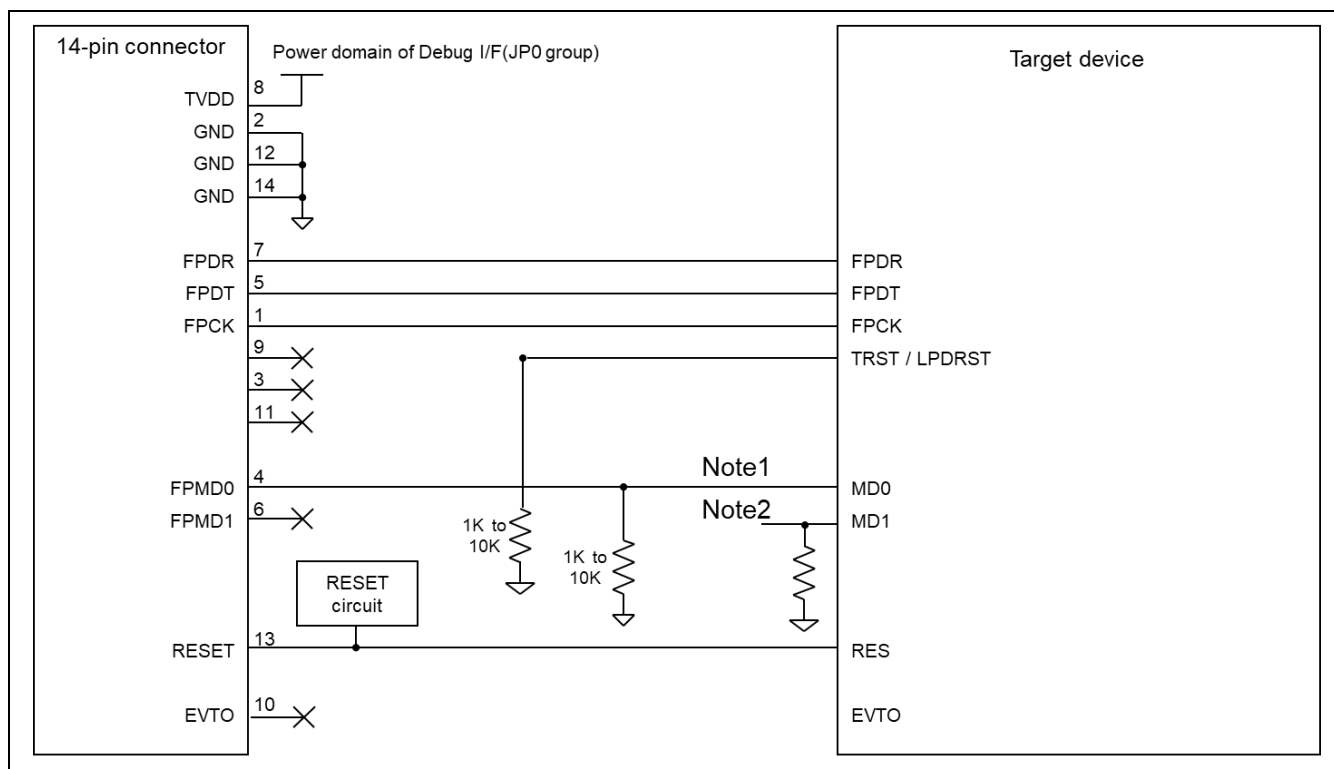 14-pin connector
Power domain of Debug I/F(JP0 group)
Target device
TVDD 8
GND 2
GND 12
GND 14
FPDR 7 FPDR
FPDT 5 FPDT
FPCK 1 FPCK
9 TRST / LPDRST
3
11
FPMD0 4 Note1 MD0
FPMD1 6 Note2 MD1
1K to
10K
1K to
10K
RESET
circuit
RESET 13 RES
EVTO 10 EVTO